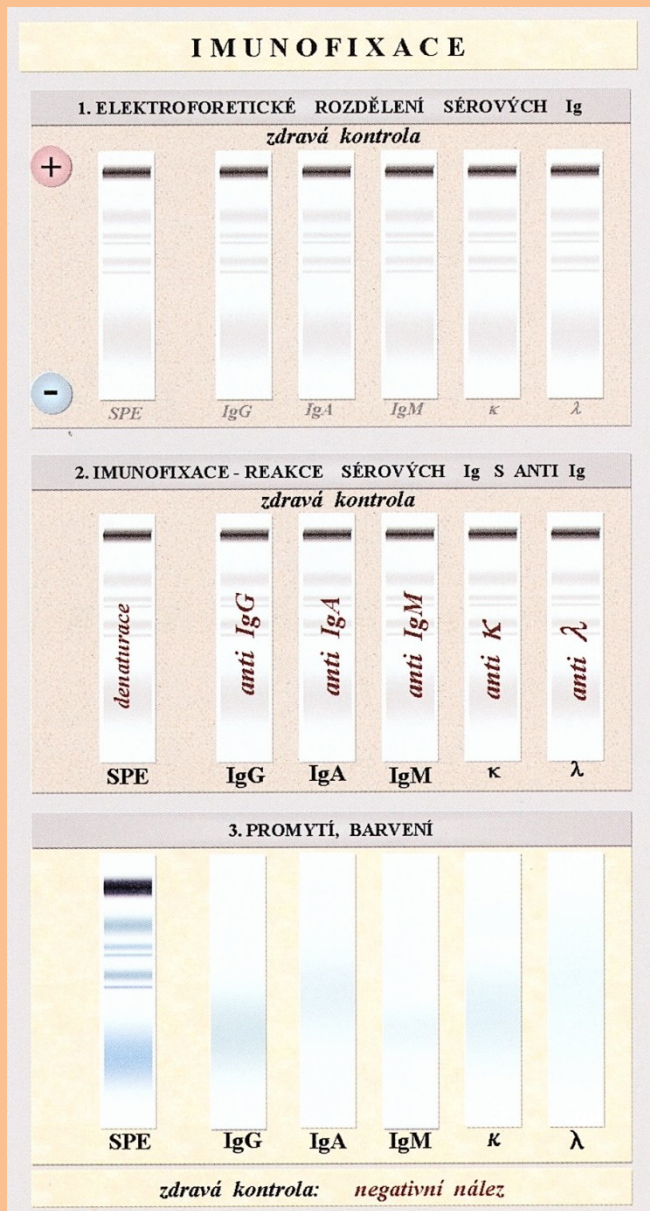 IMUNOFIXACE
1. ELEKTROFORETICKÉ ROZDĚLENÍ SÉROVÝCH Ig
zdravá kontrola
+
-
SPE IgG IgA IgM κ λ
2. IMUNOFIXACE - REAKCE SÉROVÝCH Ig S ANTI Ig
zdravá kontrola
denaturace anti IgG anti IgA anti IgM anti K anti λ
SPE IgG IgA IgM κ λ
3. PROMYTÍ, BARVENÍ
SPE IgG IgA IgM κ λ
zdravá kontrola: negativní nález